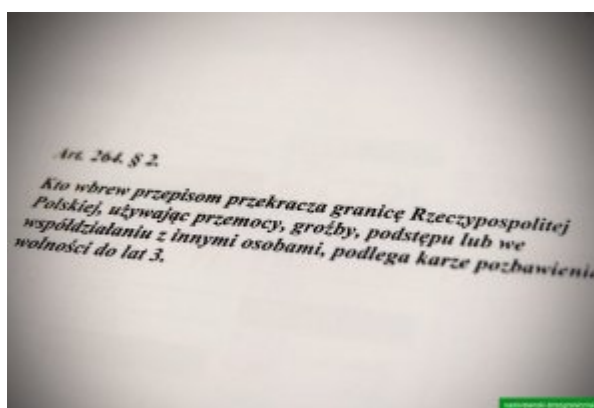 Art. 264. § 2.
Kto wbrew przepisom przekracza granicę Rzeczypospolitej
Polskiej, używając przemocy, groźby, podstępu lub we
współdziałaniu z innymi osobami, podlega karze pozbawienia
wolności do lat 3.